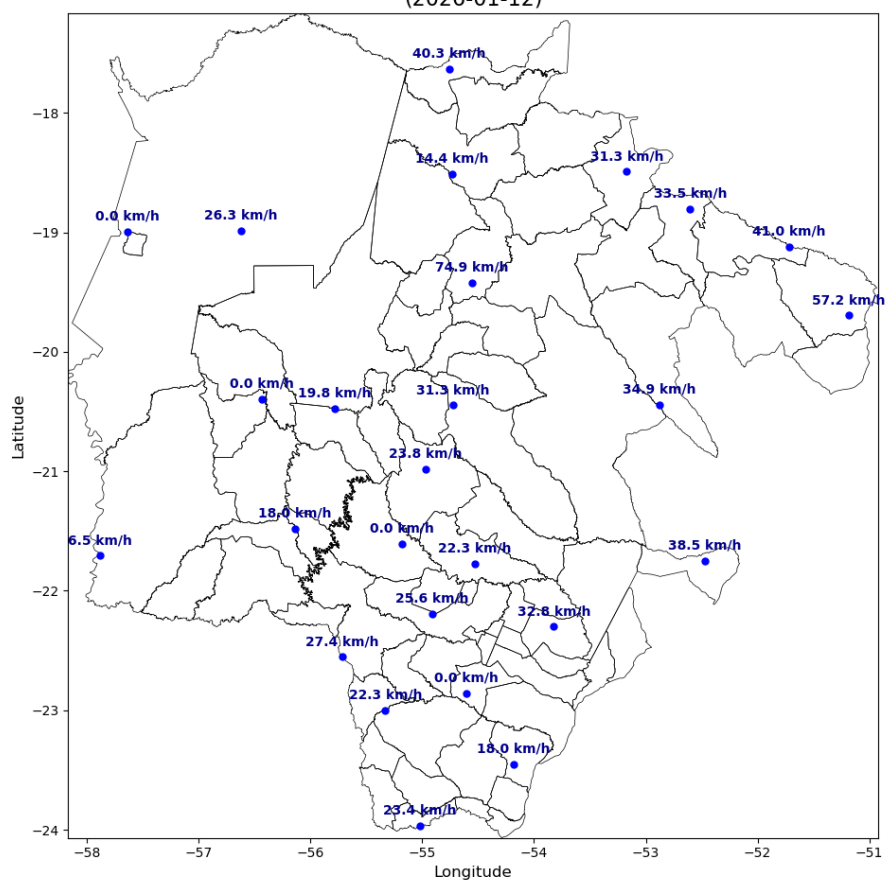 (2026-01-12)
40.3 km/h
14.4 km/h
31.3 km/h
33.5 km/h
0.0 km/h
26.3 km/h
41.0 km/h
74.9 km/h
57.2 km/h
0.0 km/h
19.8 km/h
31.3 km/h
34.9 km/h
23.8 km/h
18.0 km/h
0.0 km/h
6.5 km/h
22.3 km/h
38.5 km/h
25.6 km/h
32.8 km/h
27.4 km/h
0.0 km/h
22.3 km/h
18.0 km/h
23.4 km/h
−18
−19
−20
−21
−22
−23
−24
Latitude
−58 −57 −56 −55 −54 −53 −52 −51
Longitude